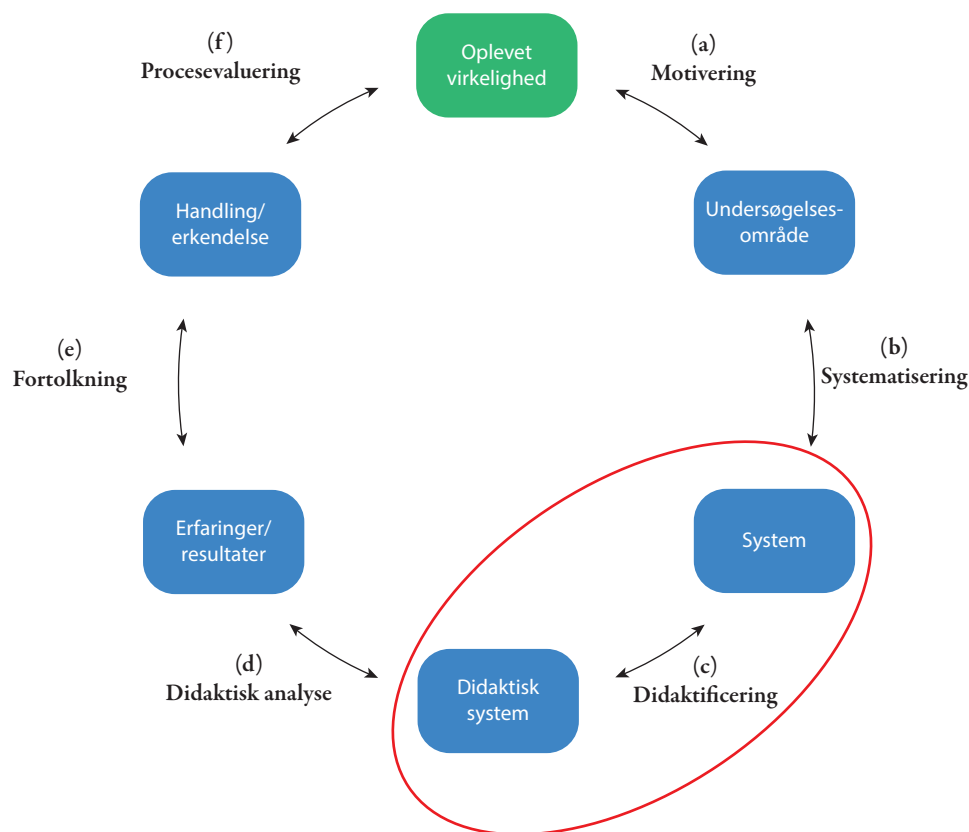 Oplevet
virkelighed
(a)
Motivering
Undersøgelses-
område
(b)
Systematisering
System
(c)
Didaktificering
Didaktisk
system
(d)
Didaktisk analyse
Erfaringer/
resultater
(e)
Fortolkning
Handling/
erkendelse
(f)
Procesevaluering